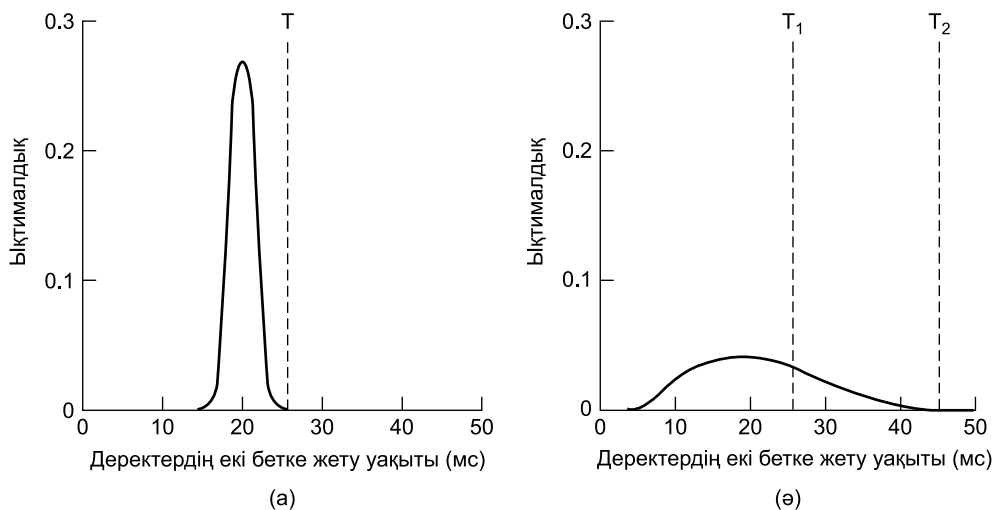 0.3
T
0.2
Ықтималдық
0.1
0
0 10 20 30 40 50
Деректердің екі бетке жету уақыты (мс)
(а)
0.3
T1
T2
0.2
Ықтималдық
0.1
0
0 10 20 30 40 50
Деректердің екі бетке жету уақыты (мс)
(ә)